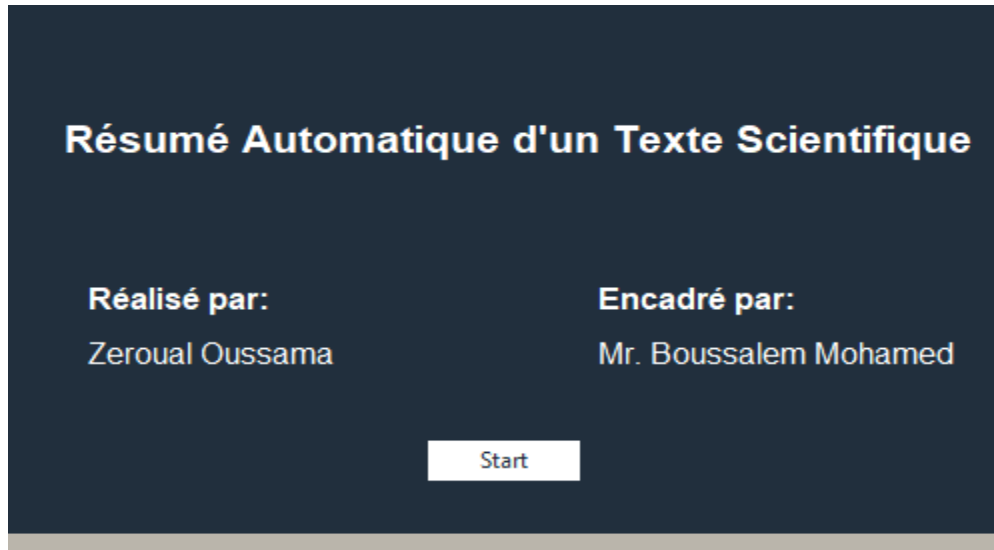 Résumé Automatique d'un Texte Scientifique
Réalisé par:
Zeroual Oussama
Encadré par:
Mr. Boussalem Mohamed
Start